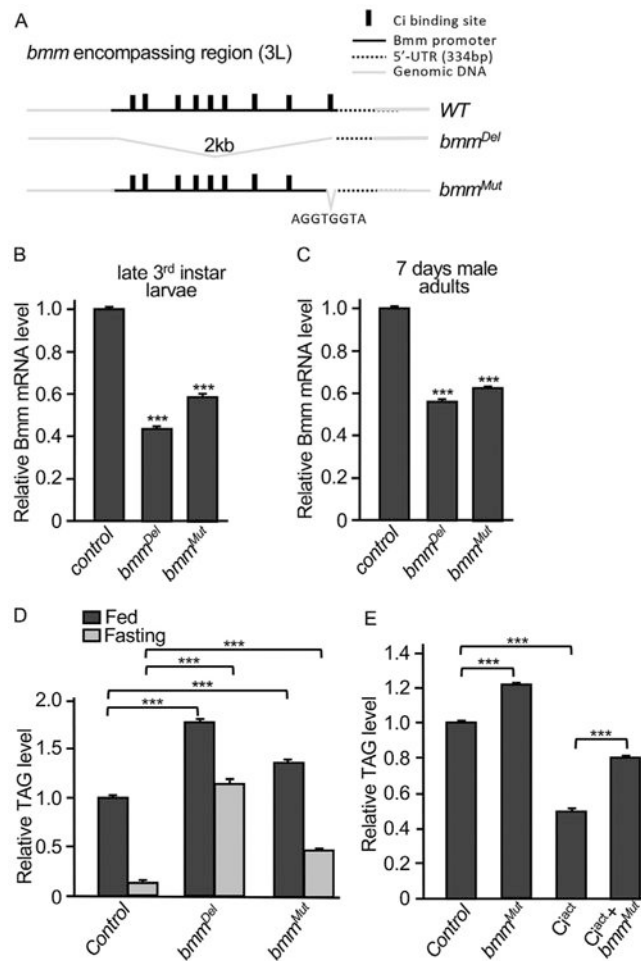 A
Ci binding site
Bmm promoter
5'-UTR (334bp)
Genomic DNA
bmm encompassing region (3L)
WT
2kb
bmmDel
bmmMut
AGGTGGTA
B
late 3rd instar
larvae
Relative Bmm mRNA level
1.0
0.8
0.6
0.4
0.2
0
***
***
control
bmmDel
bmmMut
C
7 days male
adults
Relative Bmm mRNA level
1.0
0.8
0.6
0.4
0.2
0
***
***
control
bmmDel
bmmMut
D
Fed
Fasting
***
***
***
***
Relative TAG level
2.0
1.5
1.0
0.5
0
Control
bmmDel
bmmMut
E
***
***
***
Relative TAG level
1.4
1.2
1.0
0.8
0.6
0.4
0.2
0
Control
bmmMut
Ciact
Ciact+
bmmMut